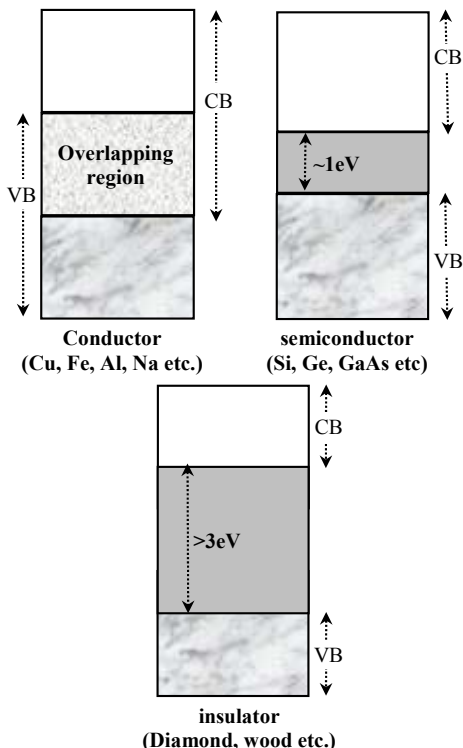 CB
Overlapping
region
VB
Conductor
(Cu, Fe, Al, Na etc.)
CB
~1eV
VB
semiconductor
(Si, Ge, GaAs etc)
CB
>3eV
VB
insulator
(Diamond, wood etc.)